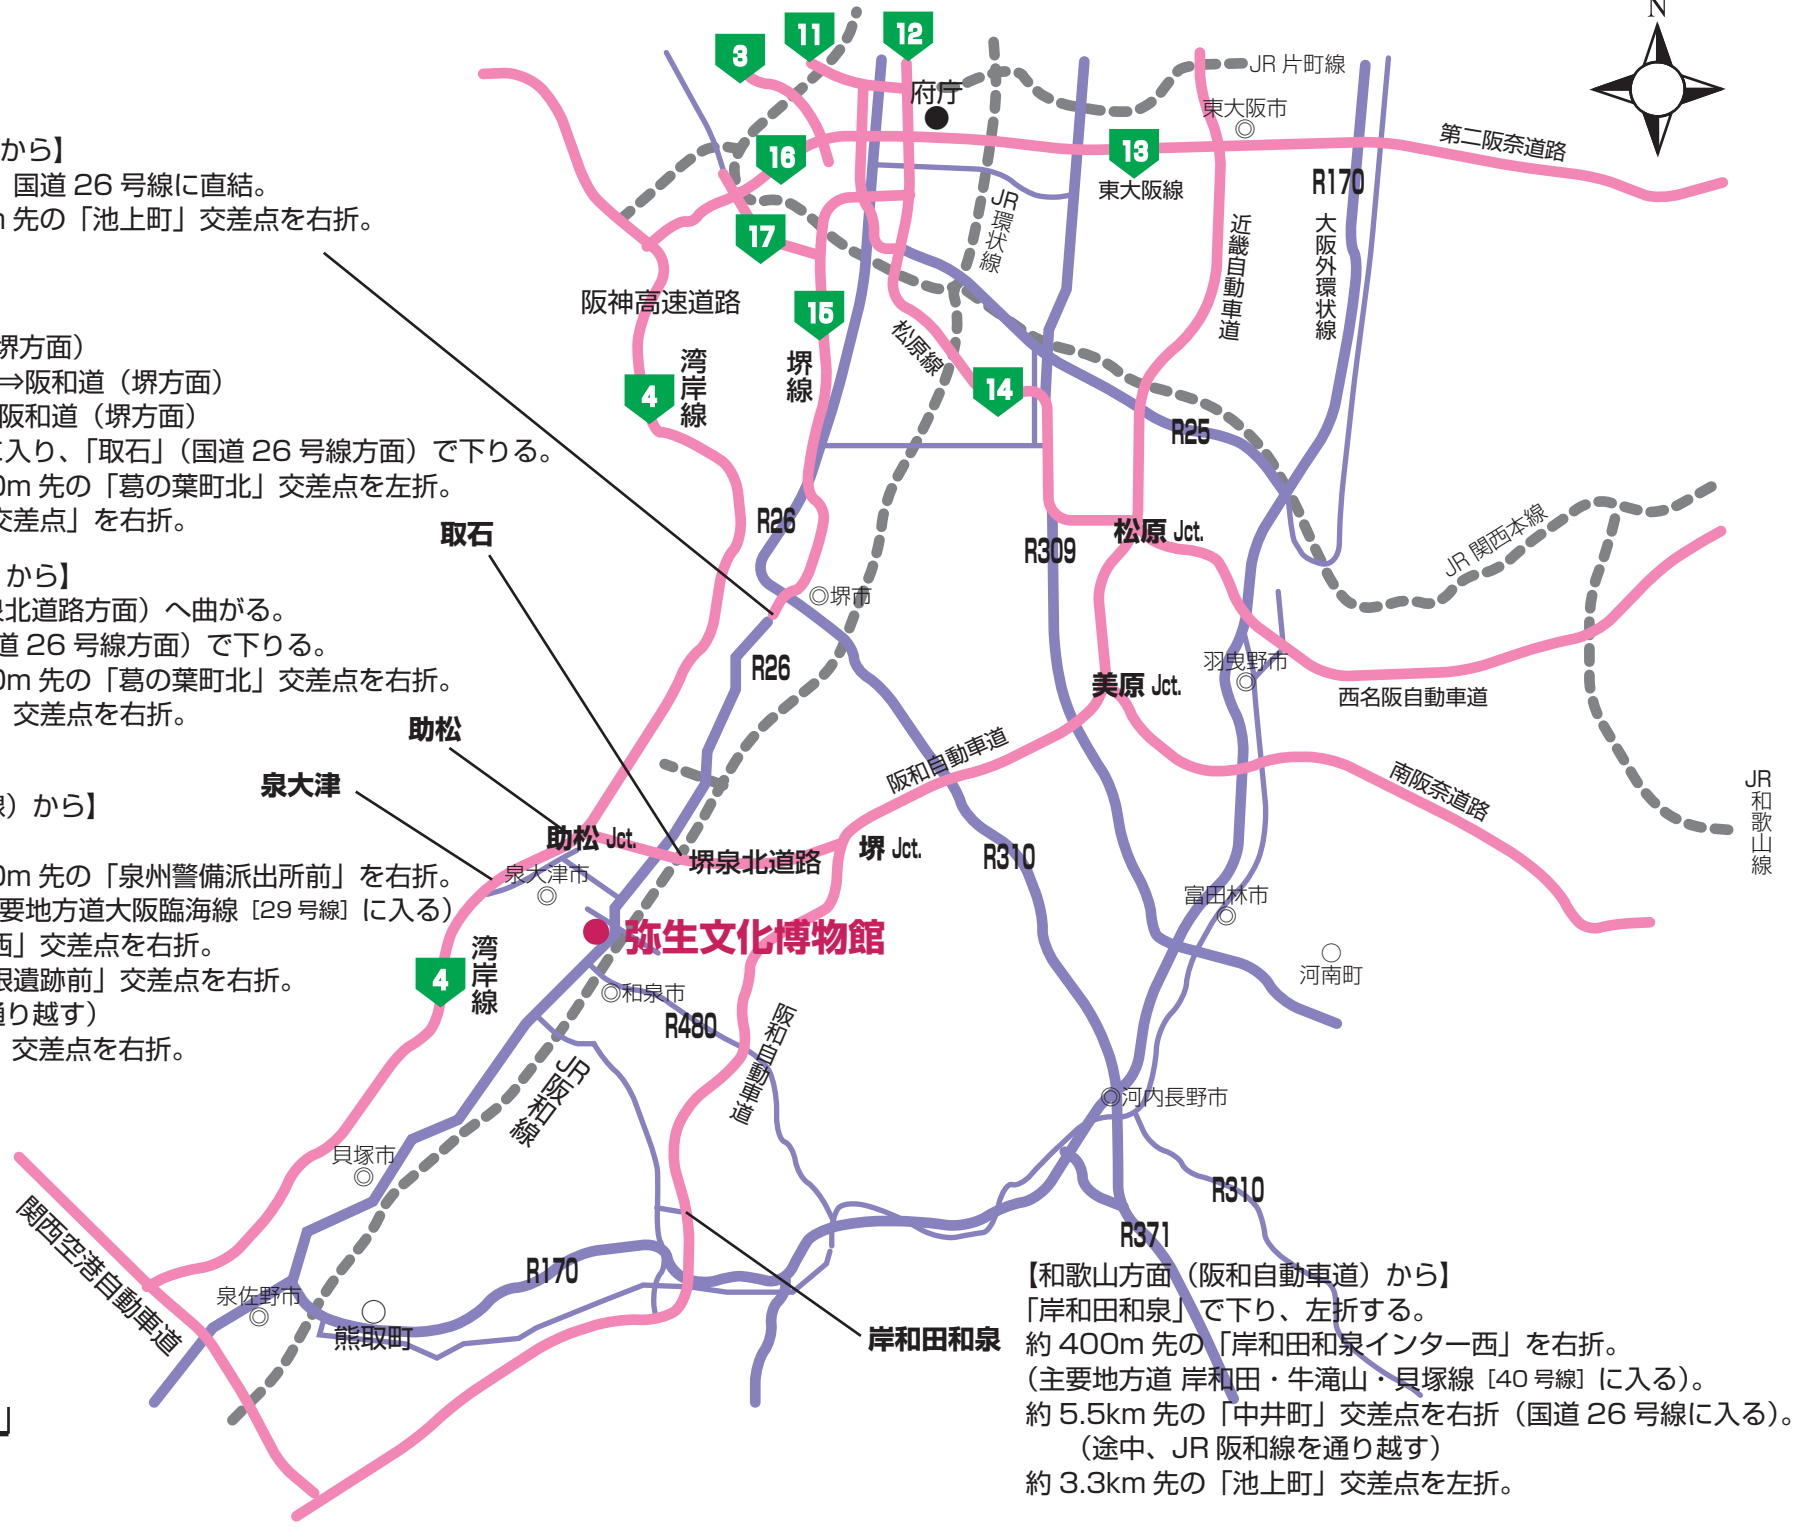 N
3
11
12
府庁
JR 片町線
東大阪市
第二阪奈道路
16
13
東大阪線
R170
から】
国道 26 号線に直結。
先の「池上町」交差点を右折。
17
JR環状線
近畿自動車道
大阪外環状線
阪神高速道路
15
松原線
堺方面）
⇒阪和道（堺方面）
阪和道（堺方面）
に入り、「取石」（国道 26 号線方面）で下りる。
0m 先の「葛の葉町北」交差点を左折。
交差点」を右折。
4
湾岸線
堺線
14
R25
取石
R26
R309
松原 Jct.
JR 関西本線
◎堺市
から】
泉北道路方面）へ曲がる。
道 26 号線方面）で下りる。
0m 先の「葛の葉町北」交差点を右折。
交差点を右折。
R26
羽曳野市
美原 Jct.
西名阪自動車道
助松
阪和自動車道
南阪奈道路
JR和歌山線
泉大津
線）から】
助松 Jct.
堺泉北道路
堺 Jct.
R310
泉大津市
0m 先の「泉州警備派出所前」を右折。
要地方道大阪臨海線［29 号線］に入る）
西」交差点を右折。
根遺跡前」交差点を右折。
通り越す）
交差点を右折。
富田林市
弥生文化博物館
4
湾岸線
◎和泉市
R480
河南町
阪和自動車道
JR阪和線
◎河内長野市
貝塚市
R310
R371
関西空港自動車道
R170
泉佐野市
熊取町
岸和田和泉
【和歌山方面（阪和自動車道）から】
「岸和田和泉」で下り、左折する。
約 400m 先の「岸和田和泉インター西」を右折。
（主要地方道 岸和田・牛滝山・貝塚線［40 号線］に入る）。
約 5.5km 先の「中井町」交差点を右折（国道 26 号線に入る）。
（途中、JR 阪和線を通り越す）
約 3.3km 先の「池上町」交差点を左折。
」